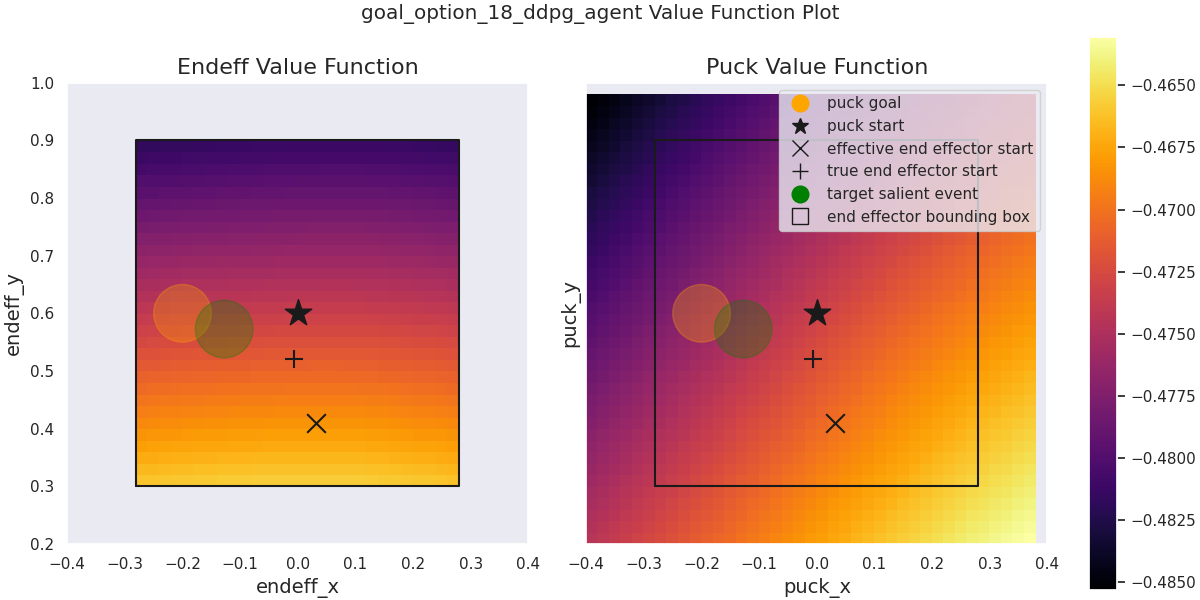 goal_option_18_ddpg_agent Value Function Plot
Endeff Value Function
1.0
0.9
0.8
0.7
0.6
0.5
0.4
0.3
0.2
endeff_y
−0.4
−0.3
−0.2
−0.1
0.0
0.1
0.2
0.3
0.4
endeff_x
Puck Value Function
puck goal
puck start
effective end effector start
true end effector start
target salient event
end effector bounding box
puck_y
−0.4
−0.3
−0.2
−0.1
0.0
0.1
0.2
0.3
0.4
puck_x
−0.4650
−0.4675
−0.4700
−0.4725
−0.4750
−0.4775
−0.4800
−0.4825
−0.4850